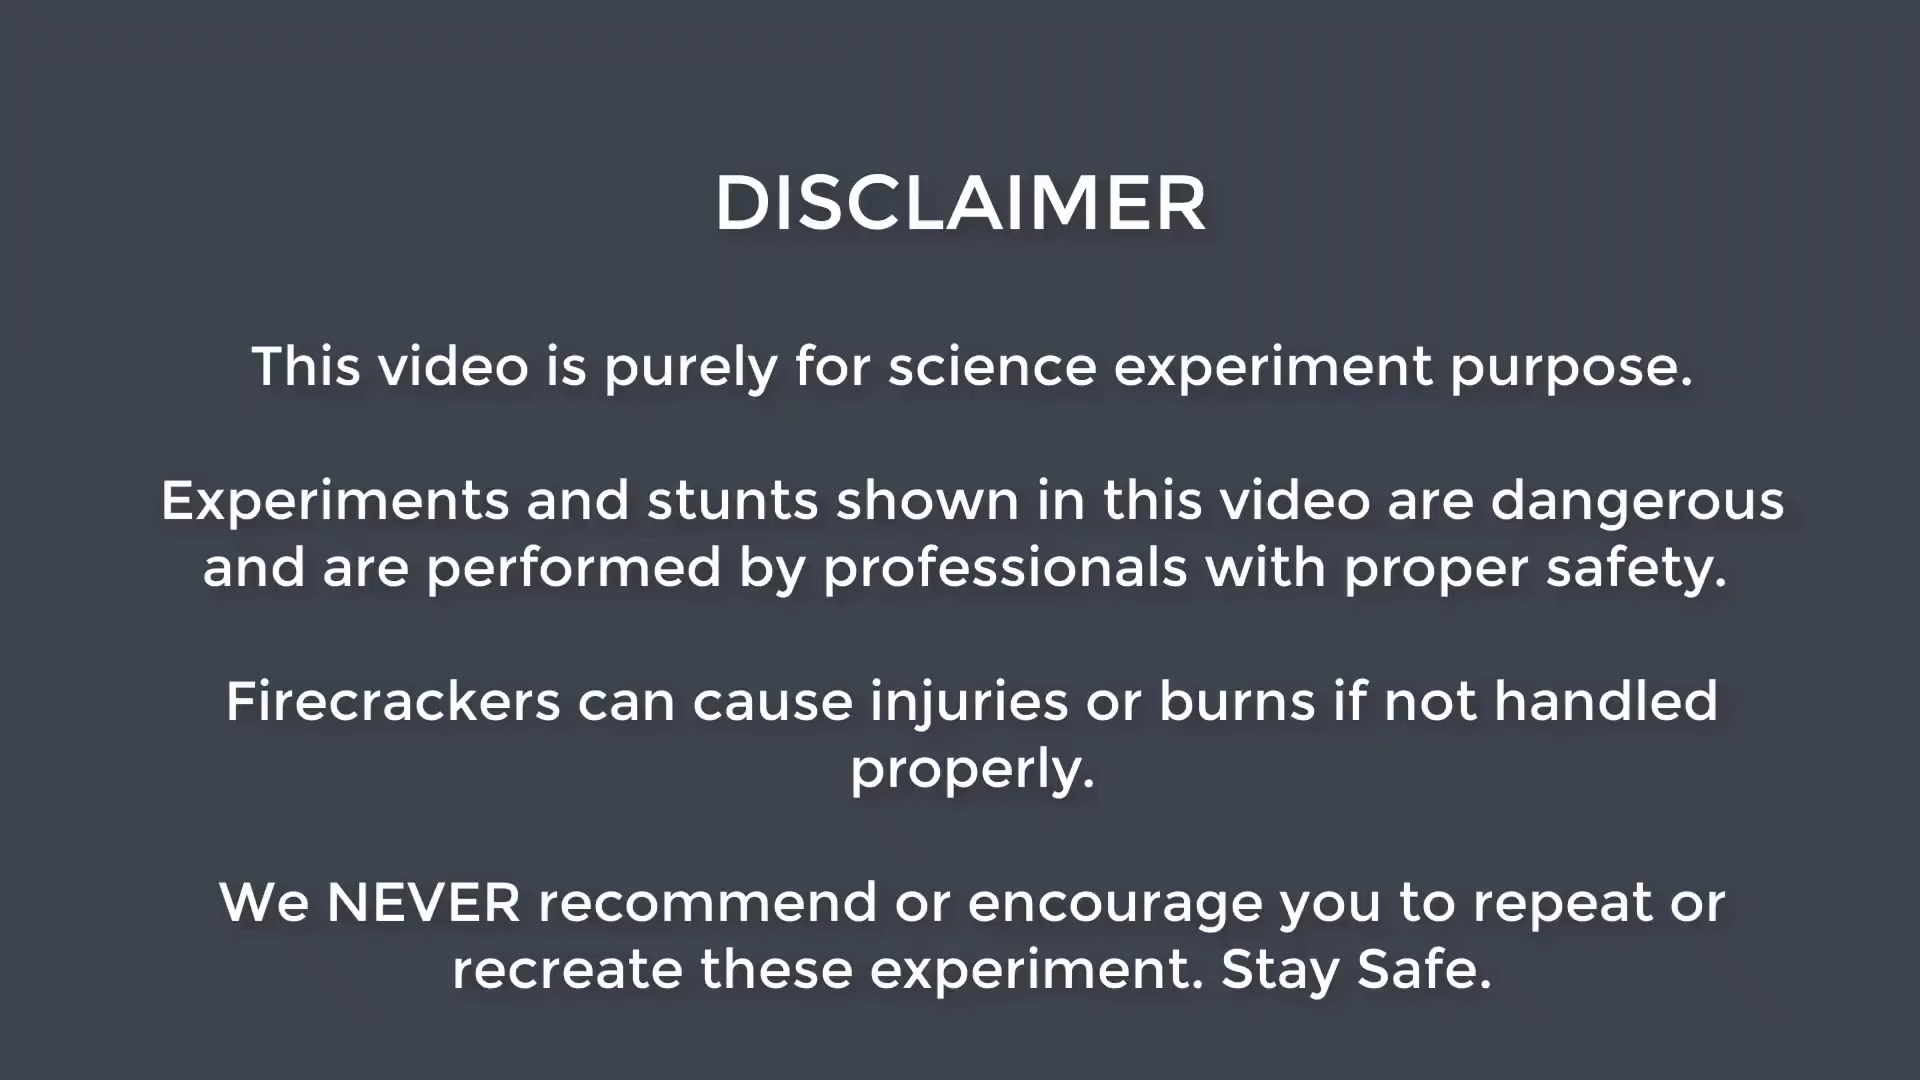 DISCLAIMER
This video is purely for science experiment purpose.
Experiments and stunts shown in this video are dangerous
and are performed by professionals with proper safety.
Firecrackers can cause injuries or burns if not handled
properly.
We NEVER recommend or encourage you to repeat or
recreate these experiment. Stay Safe.